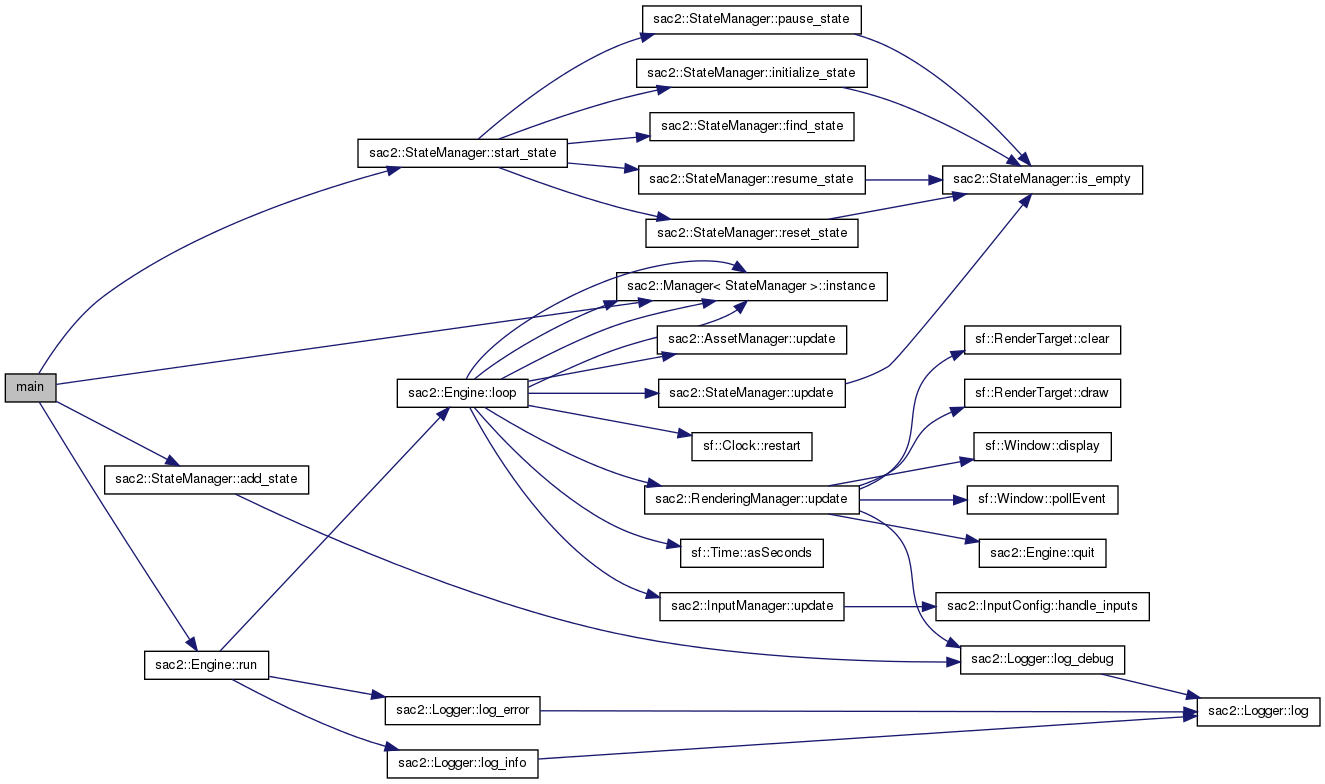 sac2::StateManager::pause_state
sac2::StateManager::initialize_state
sac2::StateManager::find_state
sac2::StateManager::start_state
sac2::StateManager::resume_state
sac2::StateManager::is_empty
sac2::StateManager::reset_state
sac2::Manager< StateManager >::instance
sac2::AssetManager::update
sf::RenderTarget::clear
main
sac2::Engine::loop
sac2::StateManager::update
sf::RenderTarget::draw
sf::Clock::restart
sf::Window::display
sac2::StateManager::add_state
sac2::RenderingManager::update
sf::Window::pollEvent
sf::Time::asSeconds
sac2::Engine::quit
sac2::InputManager::update
sac2::InputConfig::handle_inputs
sac2::Engine::run
sac2::Logger::log_debug
sac2::Logger::log_error
sac2::Logger::log
sac2::Logger::log_info